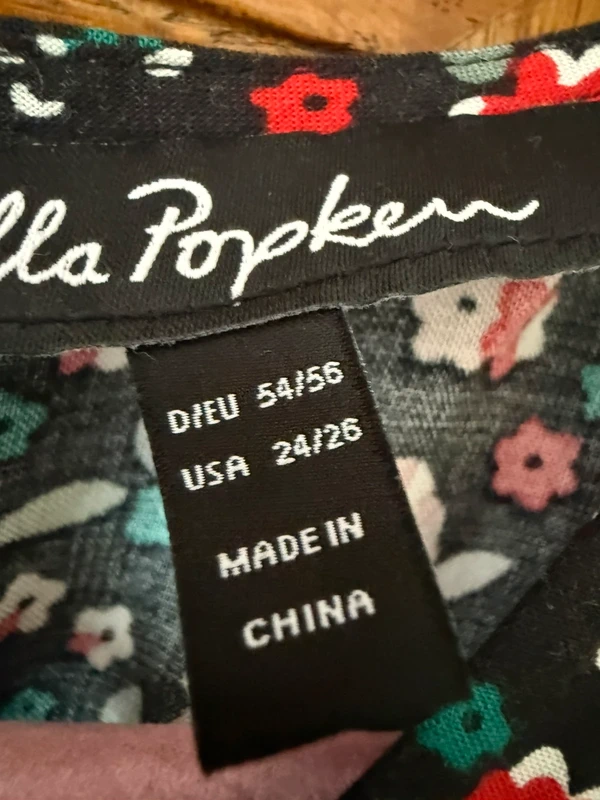 lla Popken
D/EU 54/56
USA 24/26
MADE IN
CHINA